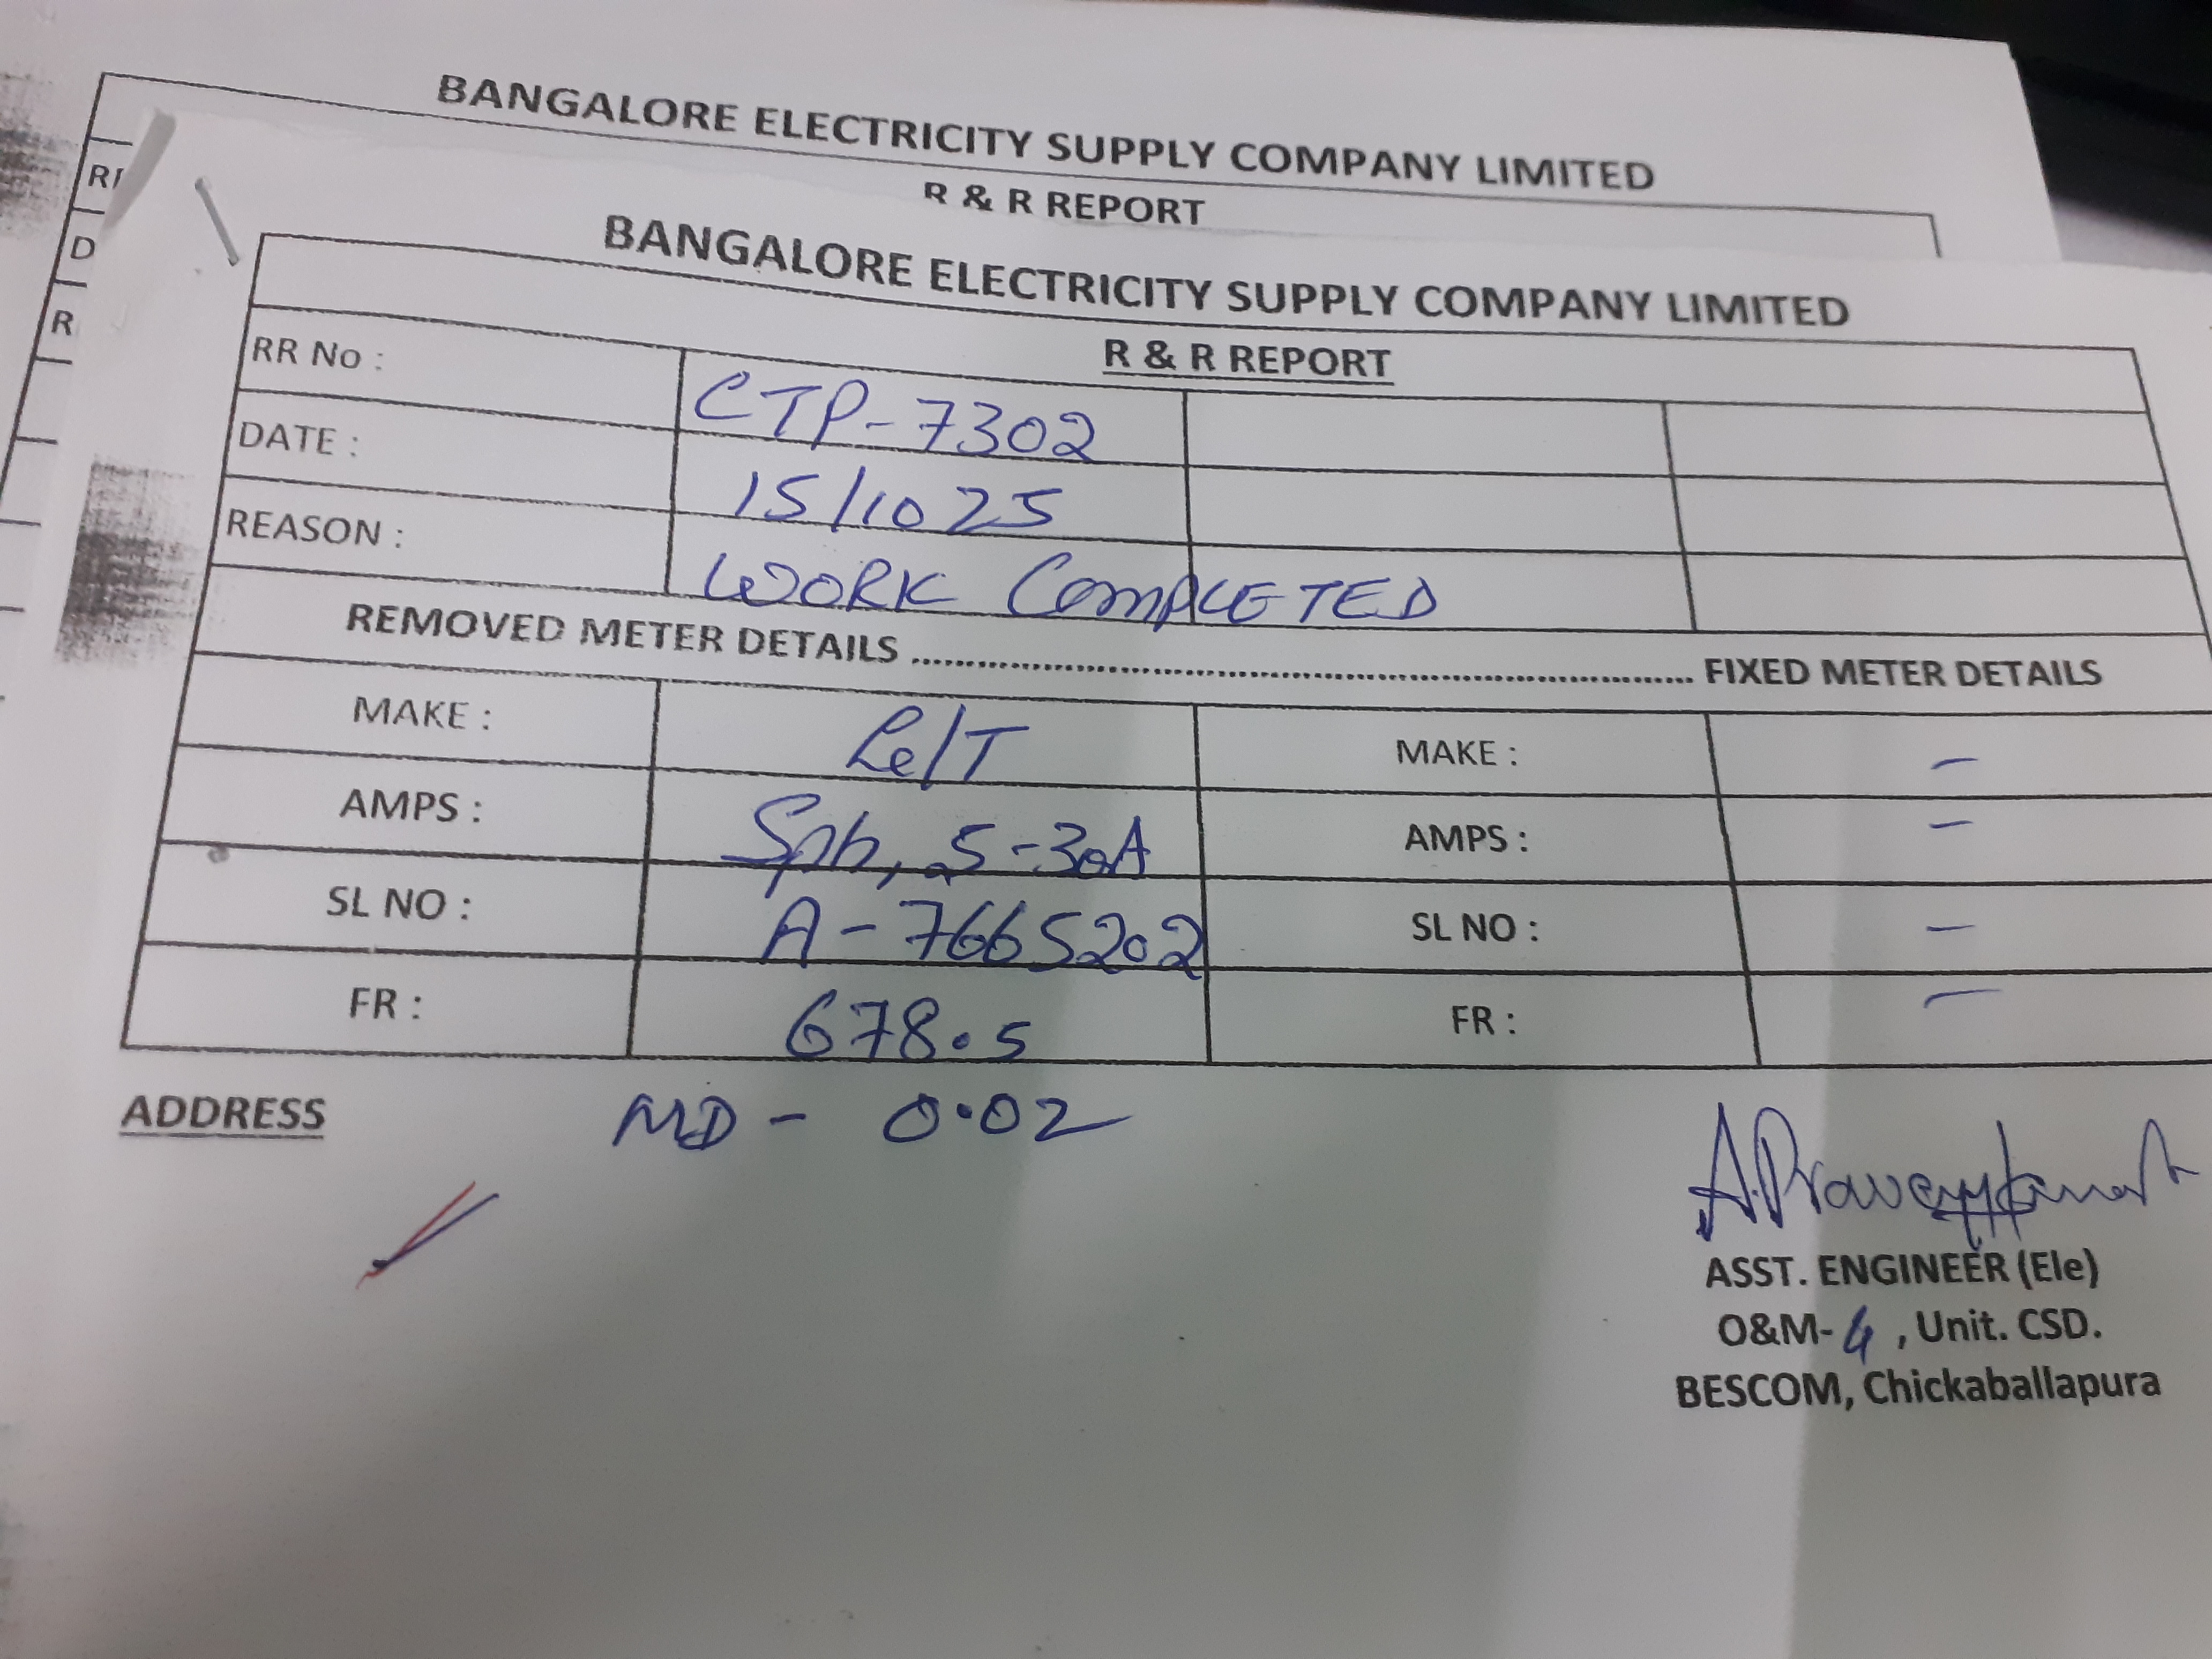 BANGALORE ELECTRICITY SUPPLY COMPANY LIMITED
R & R REPORT
D
R
BANGALORE ELECTRICITY SUPPLY COMPANY LIMITED
R & R REPORT
RR No : CTP-7302
DATE : 15/10 25
REASON : WORK COMPLETED
REMOVED METER DETAILS ........................................ FIXED METER DETAILS
MAKE : MAKE : –
AMPS : 5-30A AMPS : –
SL NO : A-7665202 SL NO : –
FR : 678.5 FR : –
ADDRESS MD - 0.02
ASST. ENGINEER (Ele)
O&M-4, Unit. CSD.
BESCOM, Chickaballapura